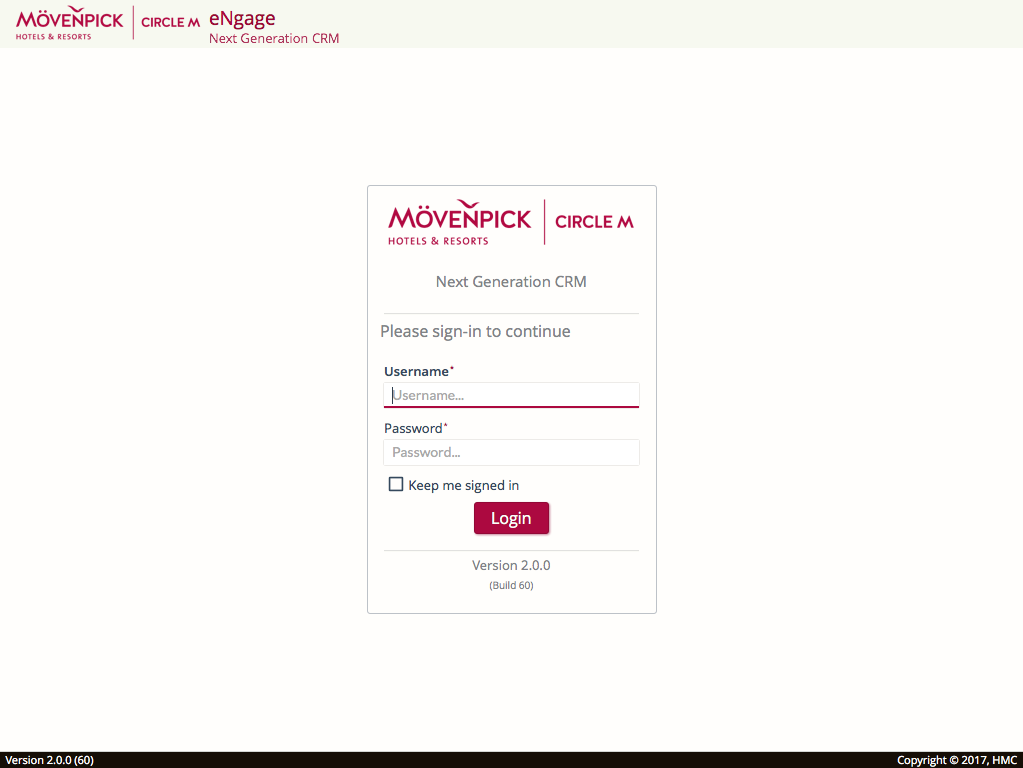 MÖVENPICK
HOTELS & RESORTS
CIRCLE M
eNgage
Next Generation CRM
MÖVENPICK
HOTELS & RESORTS
CIRCLE M
Next Generation CRM
Please sign-in to continue
Username*
Username...
Password*
Password...
Keep me signed in
Login
Version 2.0.0
(Build 60)
Version 2.0.0 (60)
Copyright © 2017, HMC